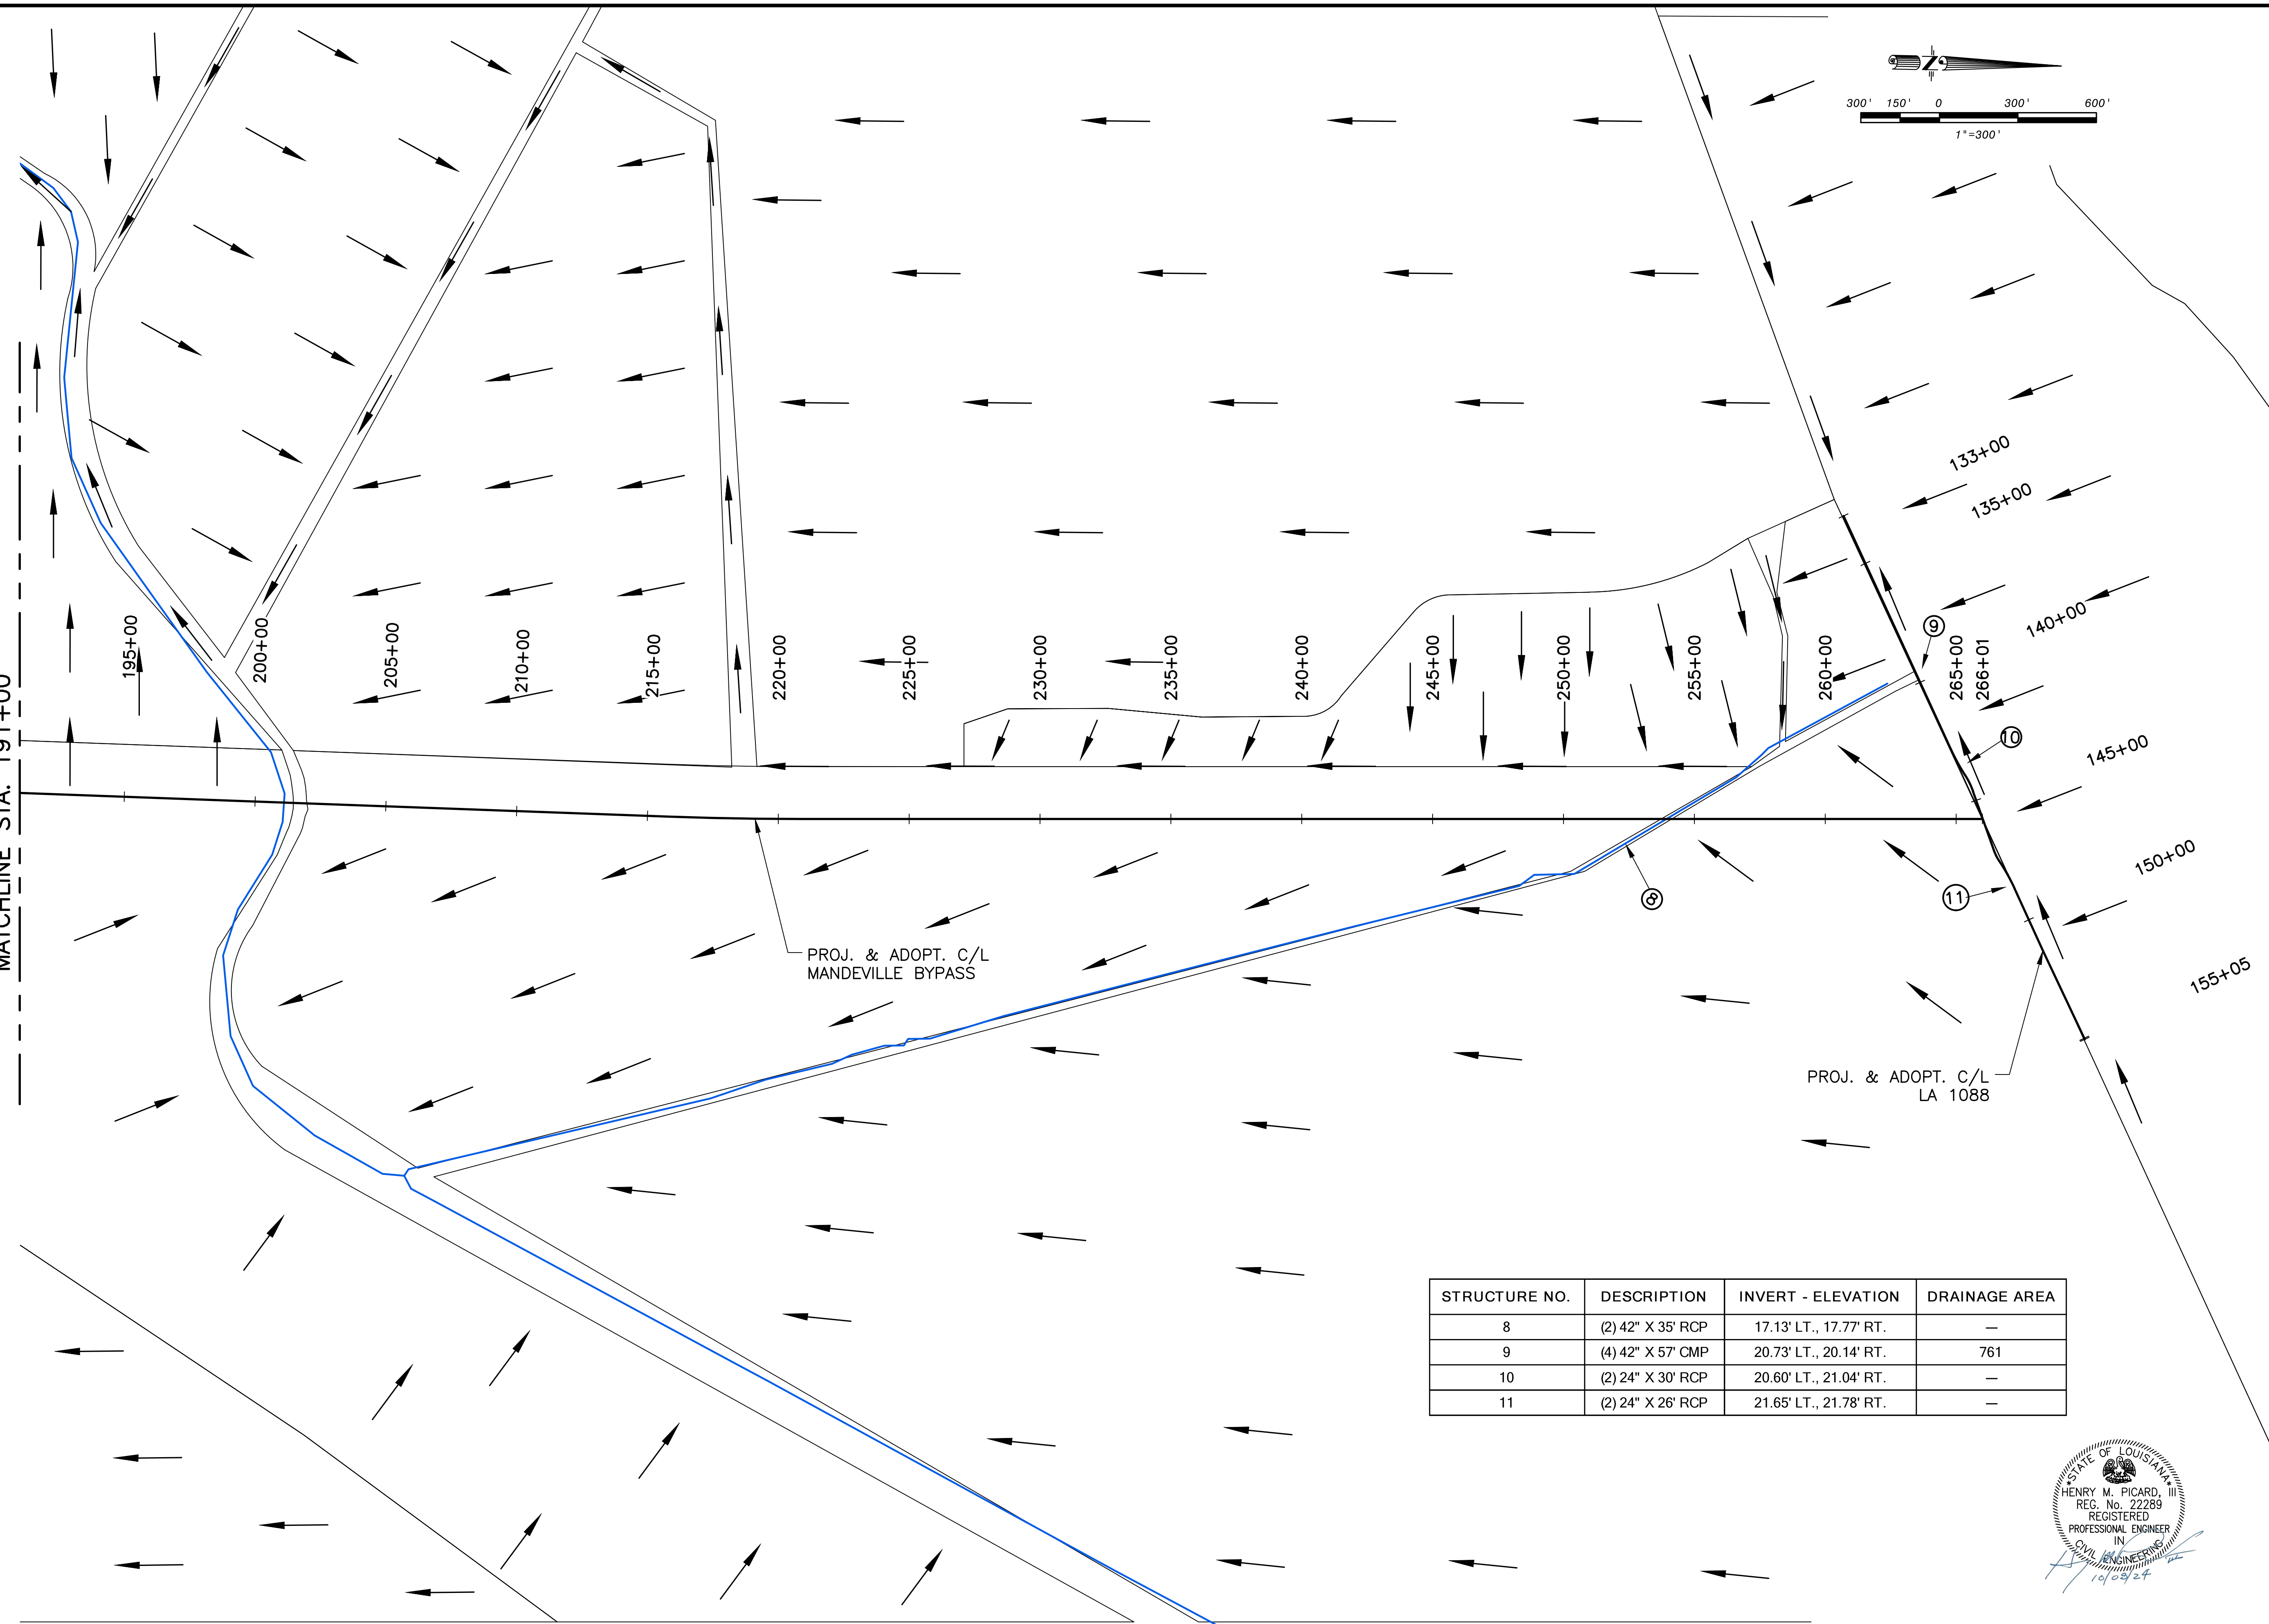 Z
300' 150' 0 300' 600'
1"=300'
133+00
135+00
140+00
145+00
150+00
155+05
MATCHLINE STA. 191+00
195+00
200+00
205+00
210+00
215+00
220+00
225+00
230+00
235+00
240+00
245+00
250+00
255+00
260+00
265+00
266+01
9
10
8
11
PROJ. & ADOPT. C/L
MANDEVILLE BYPASS
PROJ. & ADOPT. C/L
LA 1088
STRUCTURE NO. DESCRIPTION INVERT - ELEVATION DRAINAGE AREA
8 (2) 42" X 35' RCP 17.13' LT., 17.77' RT. —
9 (4) 42" X 57' CMP 20.73' LT., 20.14' RT. 761
10 (2) 24" X 30' RCP 20.60' LT., 21.04' RT. —
11 (2) 24" X 26' RCP 21.65' LT., 21.78' RT. —
STATE OF LOUISIANA
HENRY M. PICARD, III
REG. No. 22289
REGISTERED
PROFESSIONAL ENGINEER
IN
CIVIL ENGINEERING
10/08/24